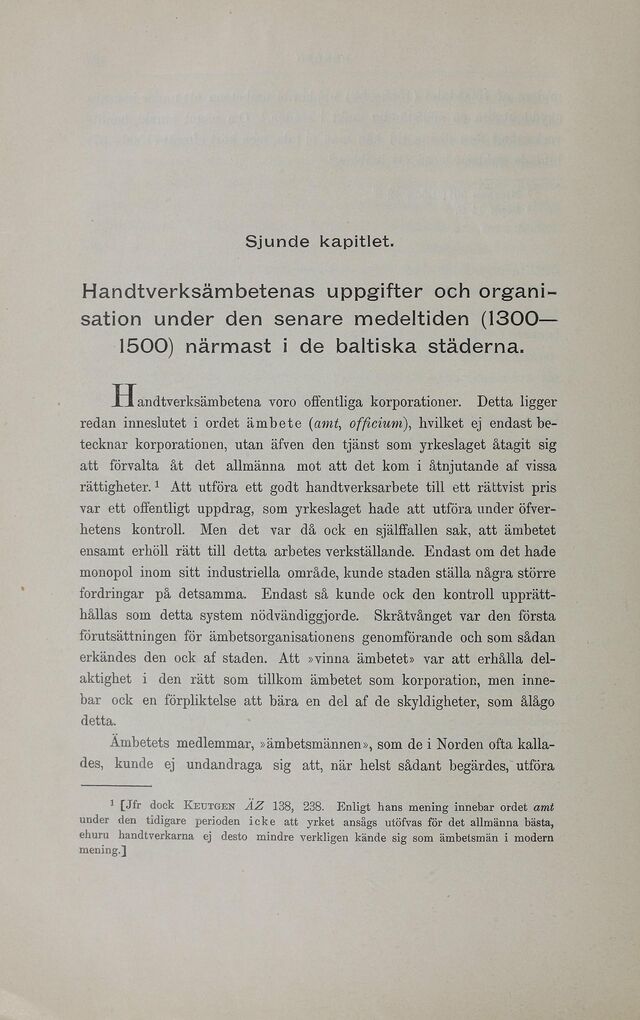 Sjunde kapitlet.
Handtverksämbetenas uppgifter och organi-
sation under den senare medeltiden (1300—
1500) närmast i de baltiska städerna.
Handtverksämbetena voro offentliga korporationer. Detta ligger
redan inneslutet i ordet ämbete (amt, officium), hvilket ej endast be-
tecknar korporationen, utan äfven den tjänst som yrkeslaget åtagit sig
att förvalta åt det allmänna mot att det kom i åtnjutande af vissa
rättigheter.¹ Att utföra ett godt handtverksarbete till ett rättvist pris
var ett offentligt uppdrag, som yrkeslaget hade att utföra under öfver-
hetens kontroll. Men det var då ock en själffallen sak, att ämbetet
ensamt erhöll rätt till detta arbetes verkställande. Endast om det hade
monopol inom sitt industriella område, kunde staden ställa några större
fordringar på detsamma. Endast så kunde ock den kontroll upprätt-
hållas som detta system nödvändiggjorde. Skråtvånget var den första
förutsättningen för ämbetsorganisationens genomförande och som sådan
erkändes den ock af staden. Att »vinna ämbetet» var att erhålla del-
aktighet i den rätt som tillkom ämbetet som korporation, men inne-
bar ock en förpliktelse att bära en del af de skyldigheter, som ålågo
detta.
Ämbetets medlemmar, »ämbetsmännen», som de i Norden ofta kalla-
des, kunde ej undandraga sig att, när helst sådant begärdes, utföra
¹ [Jfr dock Keutgen ÄZ 138, 238. Enligt hans mening innebar ordet amt
under den tidigare perioden icke att yrket ansågs utöfvas för det allmänna bästa,
ehuru handtverkarna ej desto mindre verkligen kände sig som ämbetsmän i modern
mening.]